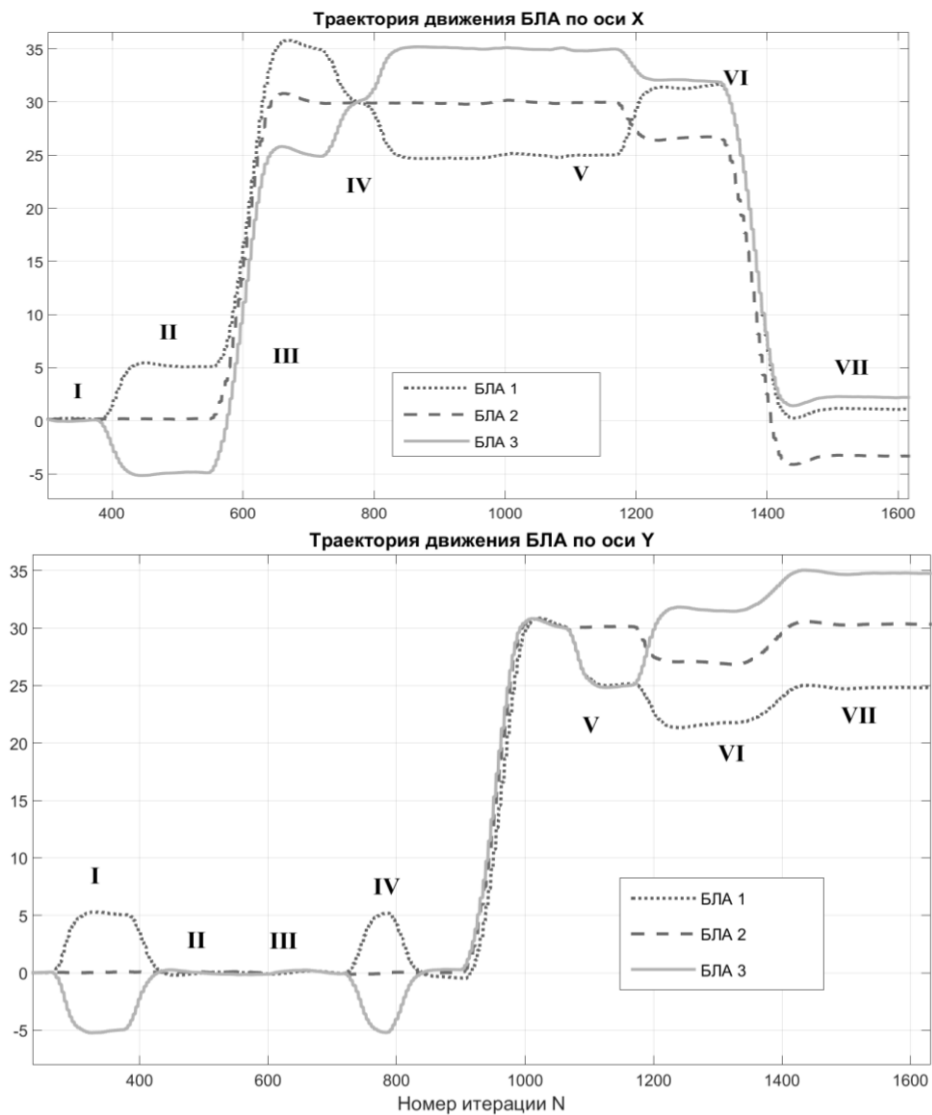 Траектория движения БЛА по оси X
35
30
25
20
15
10
5
0
-5
I
II
III
IV
V
VI
VII
БЛА 1
БЛА 2
БЛА 3
400
600
800
1000
1200
1400
1600
Траектория движения БЛА по оси Y
35
30
25
20
15
10
5
0
-5
I
II
III
IV
V
VI
VII
БЛА 1
БЛА 2
БЛА 3
400
600
800
1000
1200
1400
1600
Номер итерации N